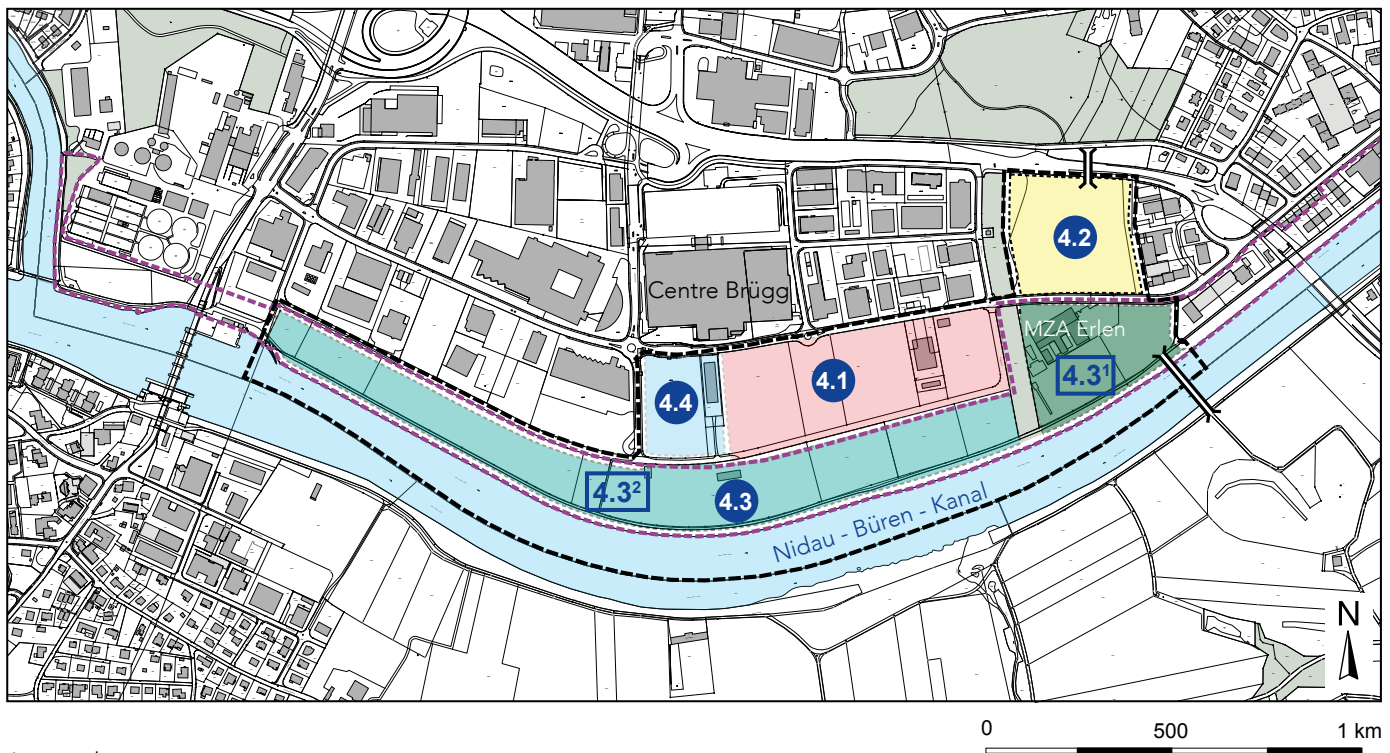 4.2
Centre Brügg
MZA Erlen
4.1
4.3¹
4.4
4.3²
4.3
Nidau - Büren - Kanal
N
0 500 1 km